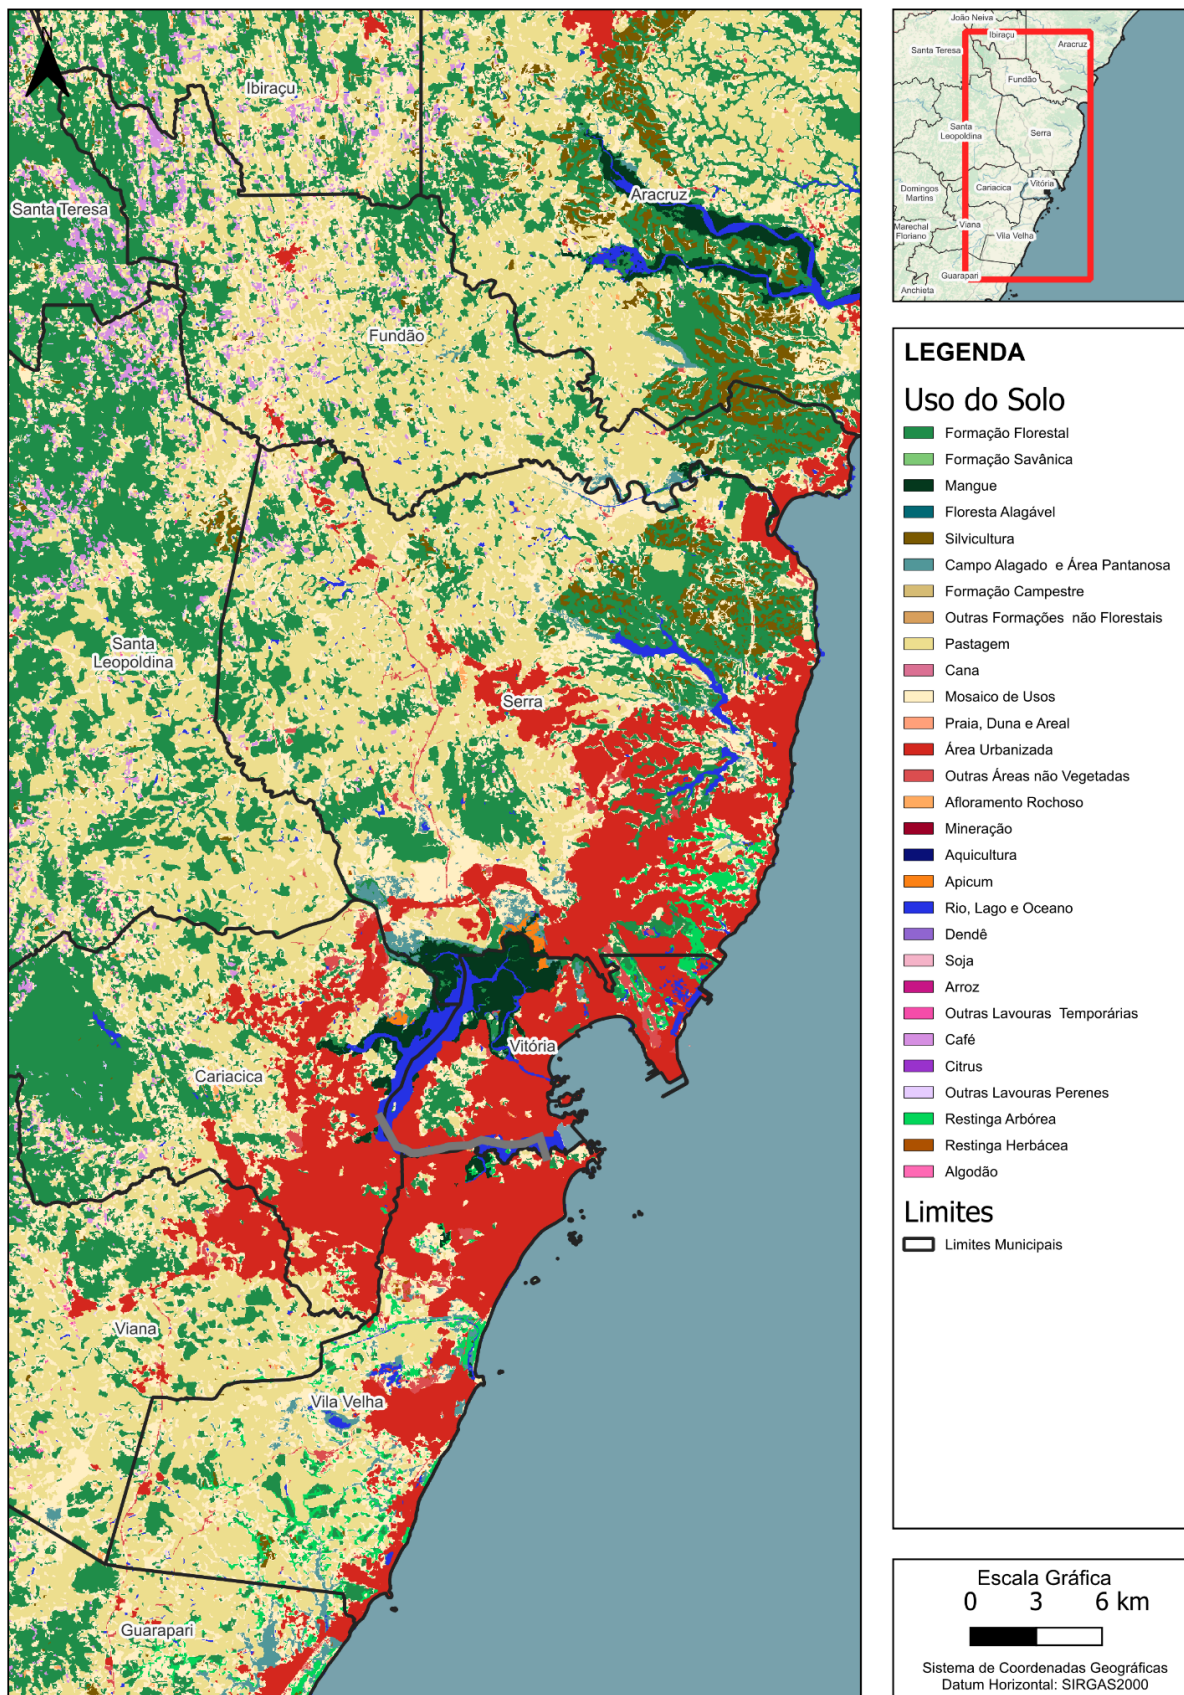 N
Ibiraçu
Santa Teresa
Aracruz
Fundão
Santa
Leopoldina
Serra
Vitória
Cariacica
Viana
Vila Velha
Guarapari
João Neiva
Ibiraçu
Santa Teresa
Aracruz
Fundão
Santa
Leopoldina
Serra
Domingos
Martins
Cariacica
Vitória
Marechal
Floriano
Viana
Vila Velha
Guarapari
Anchieta
LEGENDA
Uso do Solo
Formação Florestal
Formação Savânica
Mangue
Floresta Alagável
Silvicultura
Campo Alagado e Área Pantanosa
Formação Campestre
Outras Formações não Florestais
Pastagem
Cana
Mosaico de Usos
Praia, Duna e Areal
Área Urbanizada
Outras Áreas não Vegetadas
Afloramento Rochoso
Mineração
Aquicultura
Apicum
Rio, Lago e Oceano
Dendê
Soja
Arroz
Outras Lavouras Temporárias
Café
Citrus
Outras Lavouras Perenes
Restinga Arbórea
Restinga Herbácea
Algodão
Limites
Limites Municipais
Escala Gráfica
0 3 6 km
Sistema de Coordenadas Geográficas
Datum Horizontal: SIRGAS2000